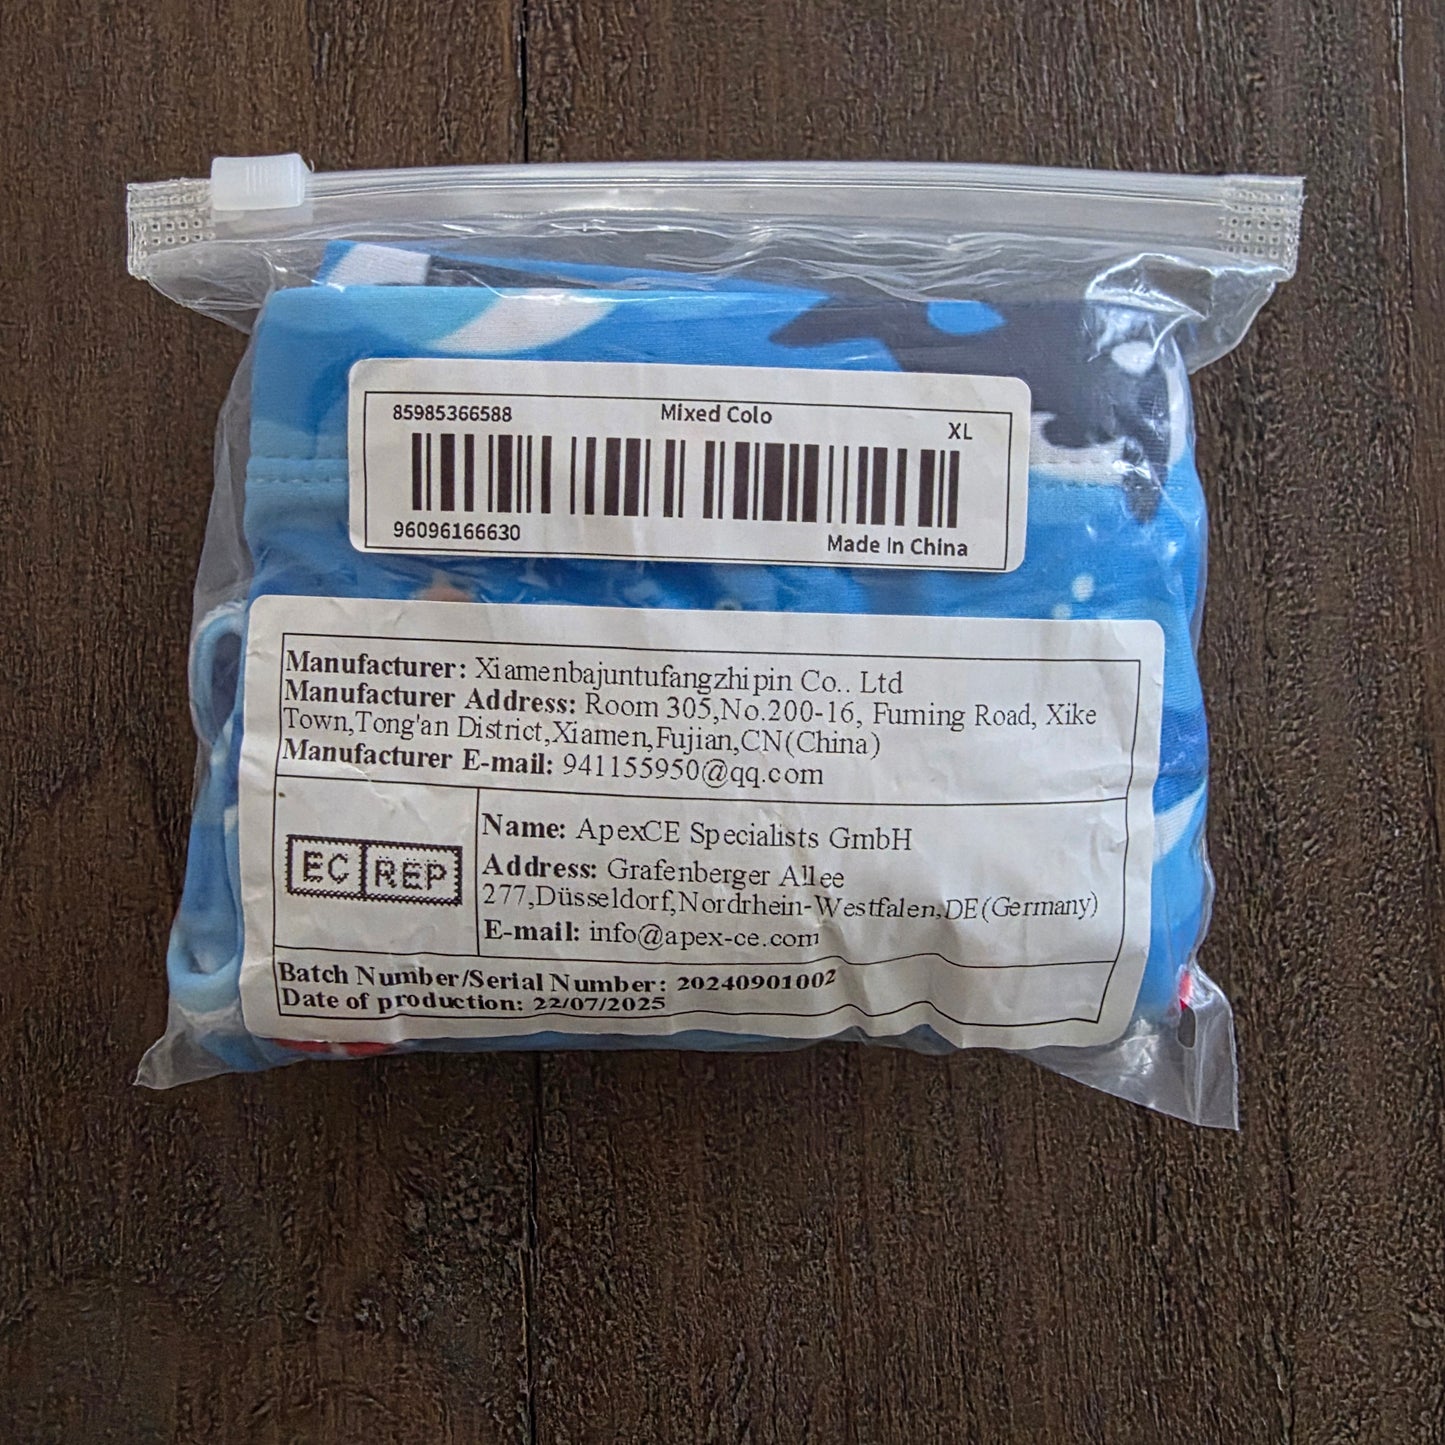 85985366588 Mixed Colo XL
96096166630 Made In China
Manufacturer: Xiamenbajuntufangzhipin Co.. Ltd
Manufacturer Address: Room 305,No.200-16, Fuming Road, Xike
Town,Tong'an District,Xiamen,Fujian,CN(China)
Manufacturer E-mail: 941155950@qq.com
EC REP
Name: ApexCE Specialists GmbH
Address: Grafenberger Allee
277,Düsseldorf,Nordrhein-Westfalen,DE(Germany)
E-mail: info@apex-ce.com
Batch Number/Serial Number: 20240901002
Date of production: 22/07/2025